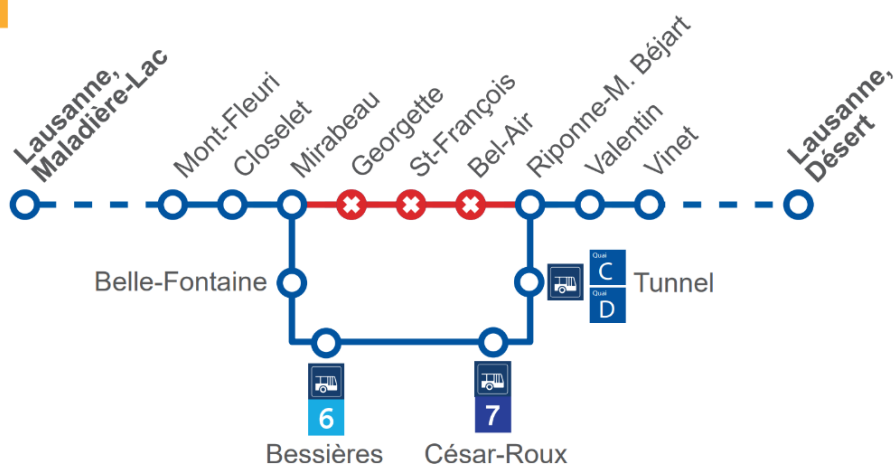 Lausanne,
Maladière-Lac
Mont-Fleuri
Closelet
Mirabeau
Georgette
St-François
Bel-Air
Riponne-M. Béjart
Valentin
Vinet
Lausanne,
Désert
Belle-Fontaine
Quai
C
Quai
D
Tunnel
6
7
Bessières
César-Roux